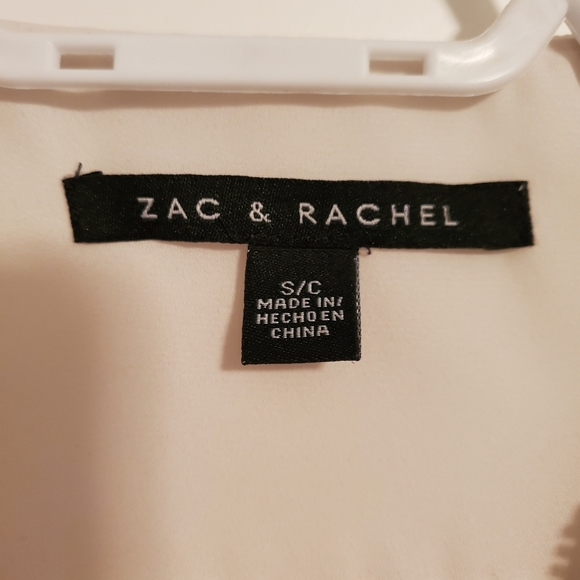 ZAC & RACHEL
S/C
MADE IN/
HECHO EN
CHINA